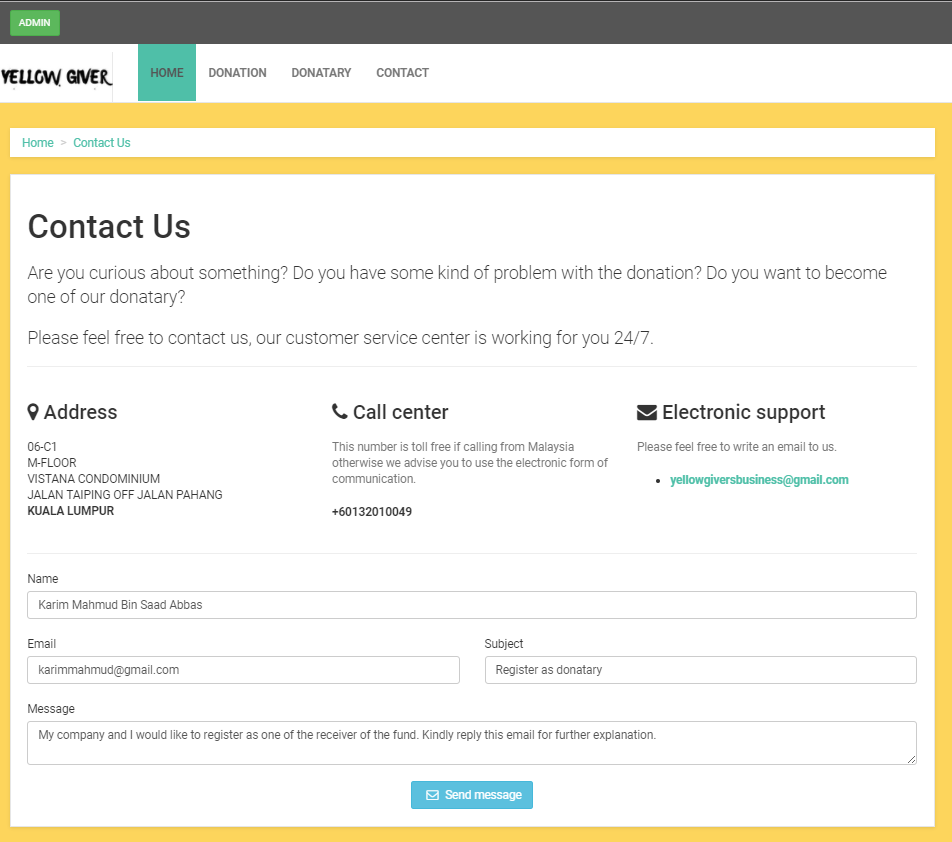 ADMIN
YELLOW GIVER
HOME DONATION DONATARY CONTACT
Home > Contact Us
Contact Us
Are you curious about something? Do you have some kind of problem with the donation? Do you want to become
one of our donatary?
Please feel free to contact us, our customer service center is working for you 24/7.
Address
06-C1
M-FLOOR
VISTANA CONDOMINIUM
JALAN TAIPING OFF JALAN PAHANG
KUALA LUMPUR
Call center
This number is toll free if calling from Malaysia
otherwise we advise you to use the electronic form of
communication.
+60132010049
Electronic support
Please feel free to write an email to us.
• yellowgiversbusiness@gmail.com
Name
Karim Mahmud Bin Saad Abbas
Email
karimmahmud@gmail.com
Subject
Register as donatary
Message
My company and I would like to register as one of the receiver of the fund. Kindly reply this email for further explanation.
Send message